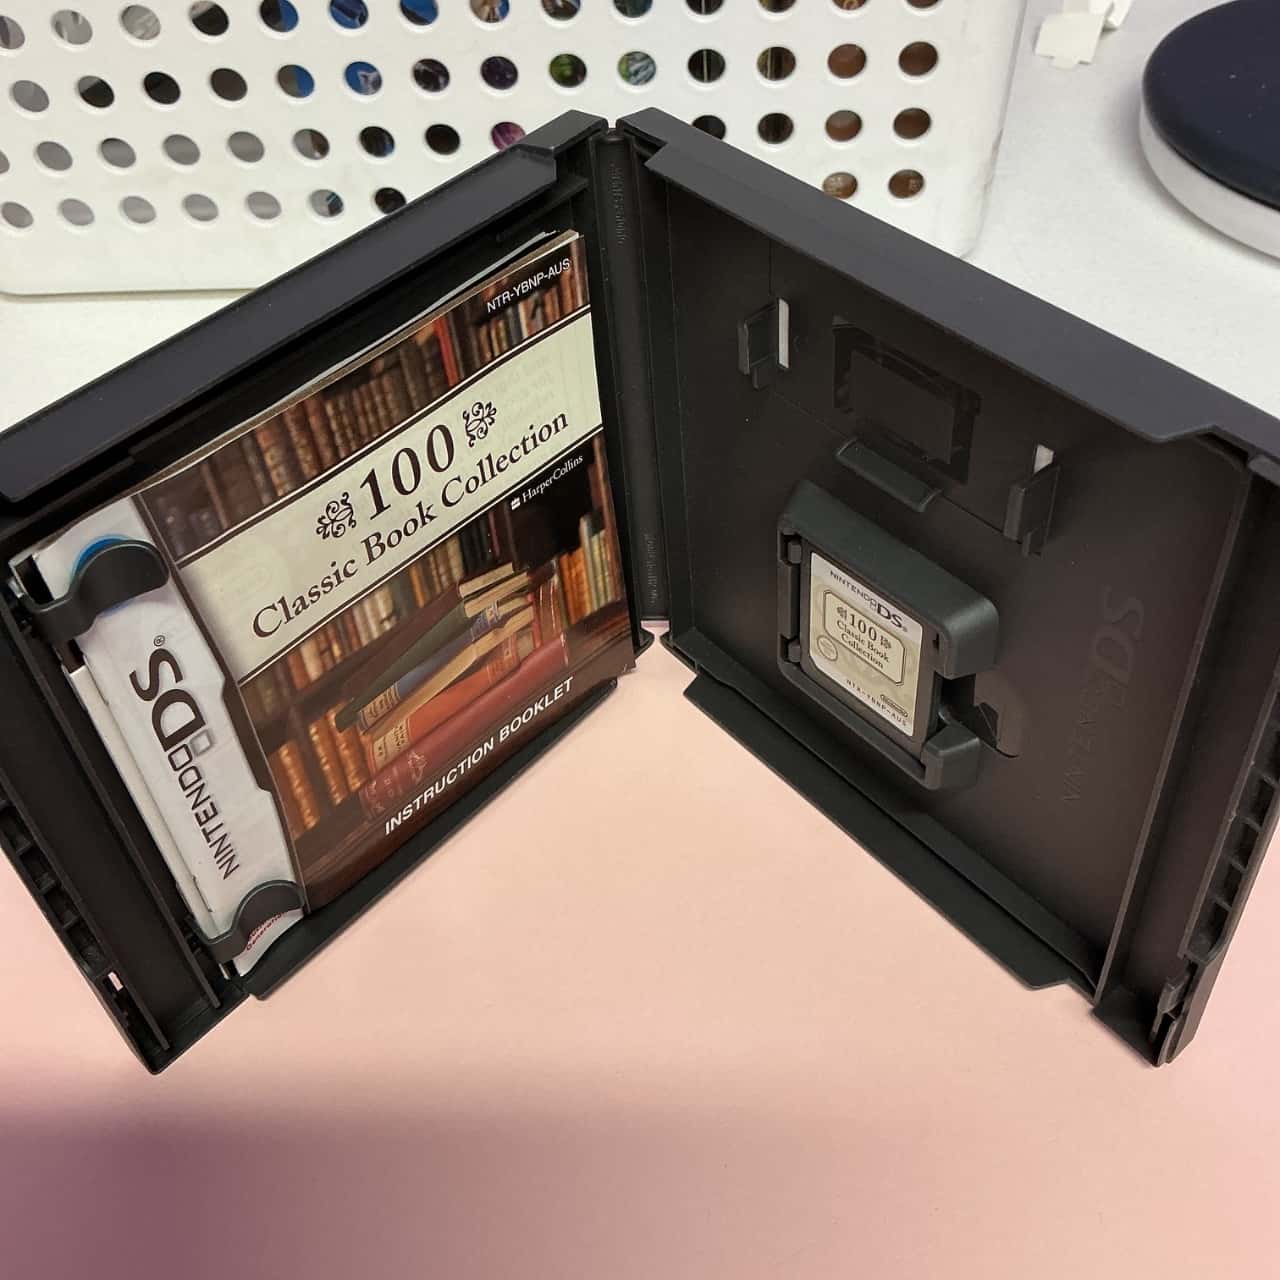 NTR-YBNP-AUS
100
Classic Book Collection
HarperCollins
INSTRUCTION BOOKLET
NINTENDO DS®
NINTENDO DS
100
Classic Book
Collection
Nintendo
NTR-YBNP-AUS
NINTENDO DS